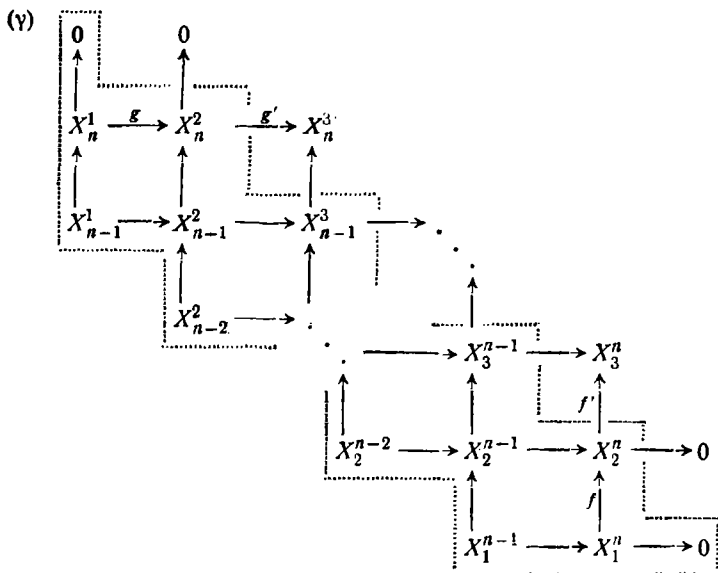 (γ)
0 0
X_n^1 g X_n^2 g' X_n^3
X_{n-1}^1 X_{n-1}^2 X_{n-1}^3
X_{n-2}^2
X_3^{n-1} X_3^n
f'
X_2^{n-2} X_2^{n-1} X_2^n 0
f
X_1^{n-1} X_1^n 0